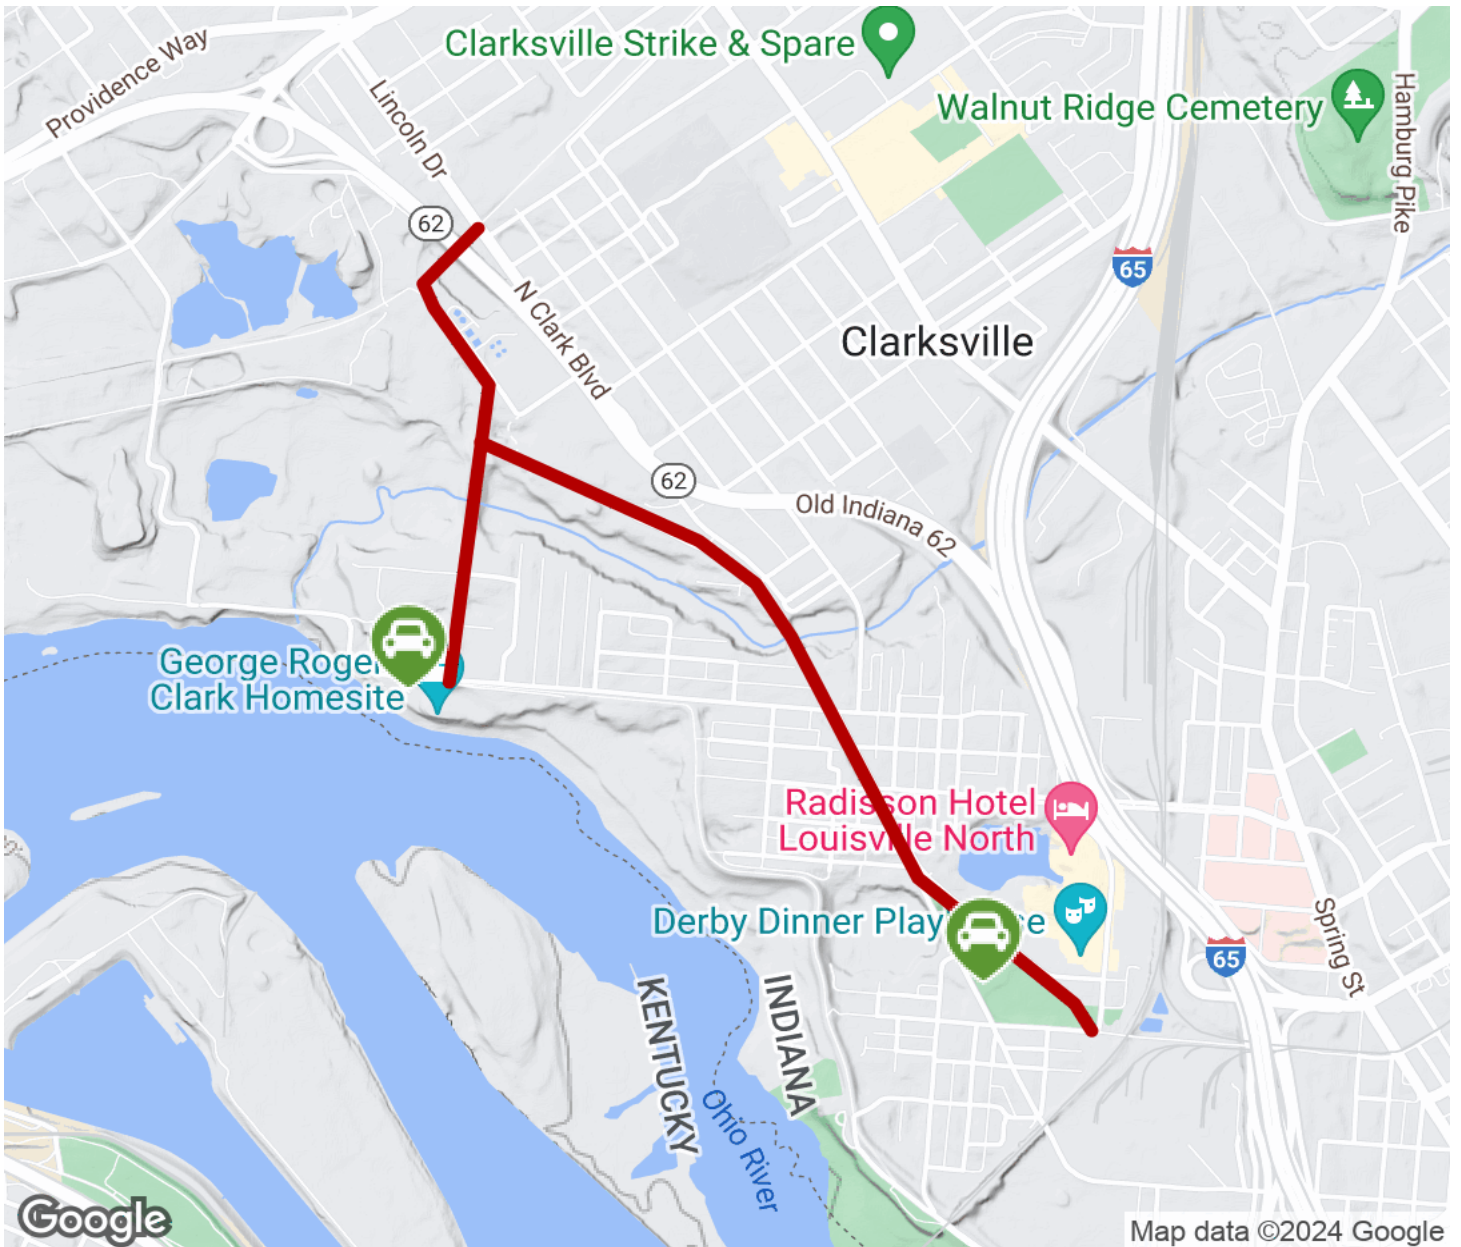 Clarksville Strike & Spare
Providence Way
Walnut Ridge Cemetery
Hamburg Pike
Lincoln Dr
62
65
N Clark Blvd
Clarksville
62
Old Indiana 62
George Roger
Clark Homesite
Radisson Hotel
Louisville North
Derby Dinner Play ce
Spring St
65
KENTUCKY
INDIANA
Ohio River
Google
Map data ©2024 Google